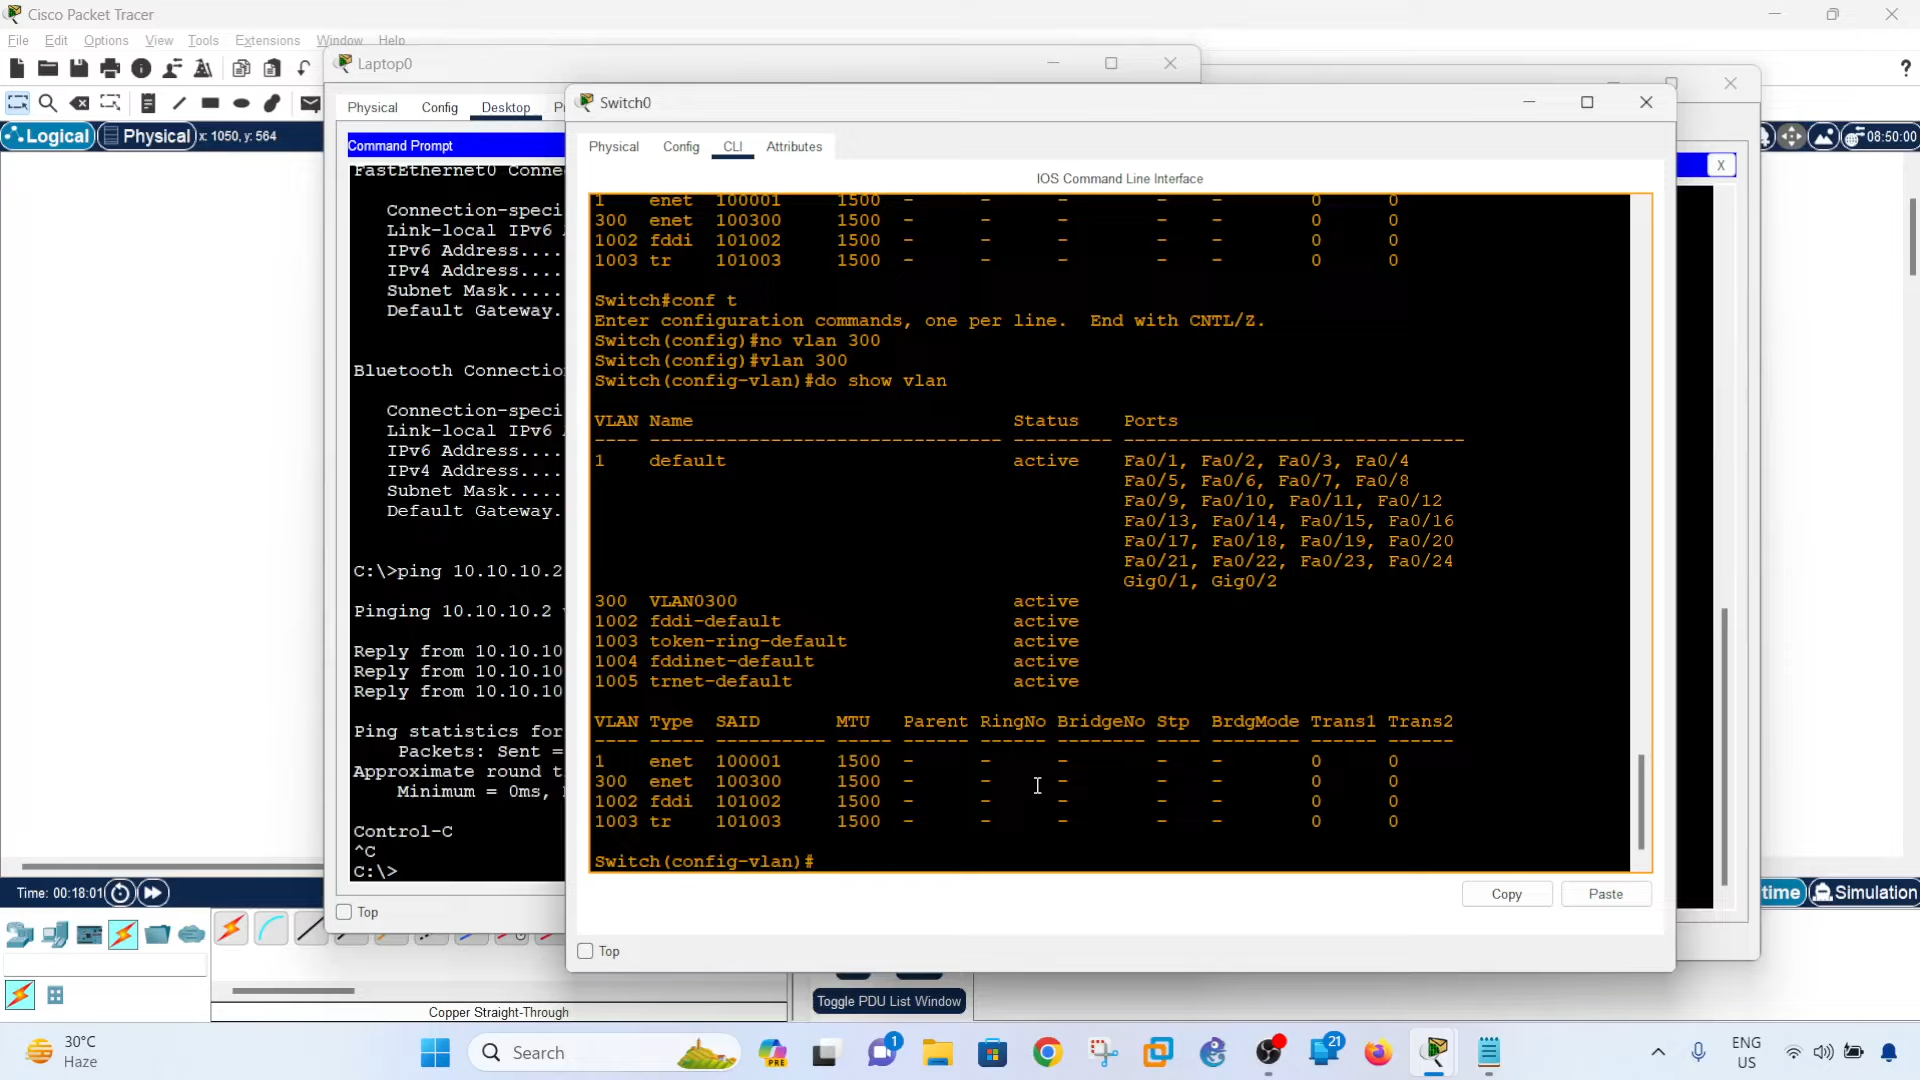 Cisco Packet Tracer
File Edit Options View Tools Extensions Window Help
?
Logical Physical x: 1050, y: 564
08:50:00
Laptop0
Physical Config Desktop
Command Prompt
X
FastEthernet0 Conne
Connection-speci
Link-local IPv6
IPv6 Address....
IPv4 Address....
Subnet Mask.....
Default Gateway.
Bluetooth Connectio
Connection-speci
Link-local IPv6
IPv6 Address....
IPv4 Address....
Subnet Mask.....
Default Gateway.
C:\>ping 10.10.10.2
Pinging 10.10.10.2
Reply from 10.10.10
Reply from 10.10.10
Reply from 10.10.10
Ping statistics for
Packets: Sent =
Approximate round t
Minimum = 0ms,
Control-C
^C
C:\>
Top
Switch0
Physical Config CLI Attributes
IOS Command Line Interface
1 enet 100001 1500 - - - - - 0 0
300 enet 100300 1500 - - - - - 0 0
1002 fddi 101002 1500 - - - - - 0 0
1003 tr 101003 1500 - - - - - 0 0
Switch#conf t
Enter configuration commands, one per line. End with CNTL/Z.
Switch(config)#no vlan 300
Switch(config)#vlan 300
Switch(config-vlan)#do show vlan
VLAN Name Status Ports
---- -------------------------------- --------- -------------------------------
1 default active Fa0/1, Fa0/2, Fa0/3, Fa0/4
Fa0/5, Fa0/6, Fa0/7, Fa0/8
Fa0/9, Fa0/10, Fa0/11, Fa0/12
Fa0/13, Fa0/14, Fa0/15, Fa0/16
Fa0/17, Fa0/18, Fa0/19, Fa0/20
Fa0/21, Fa0/22, Fa0/23, Fa0/24
Gig0/1, Gig0/2
300 VLAN0300 active
1002 fddi-default active
1003 token-ring-default active
1004 fddinet-default active
1005 trnet-default active
VLAN Type SAID MTU Parent RingNo BridgeNo Stp BrdgMode Trans1 Trans2
---- ----- ---------- ----- ------ ------ -------- ---- -------- ------ ------
1 enet 100001 1500 - - - - - 0 0
300 enet 100300 1500 - - - - - 0 0
1002 fddi 101002 1500 - - - - - 0 0
1003 tr 101003 1500 - - - - - 0 0
Switch(config-vlan)#
Copy Paste
Top
Time: 00:18:01
time Simulation
Copper Straight-Through
Toggle PDU List Window
30°C
Haze
Search
PRE
1
21
ENG
US